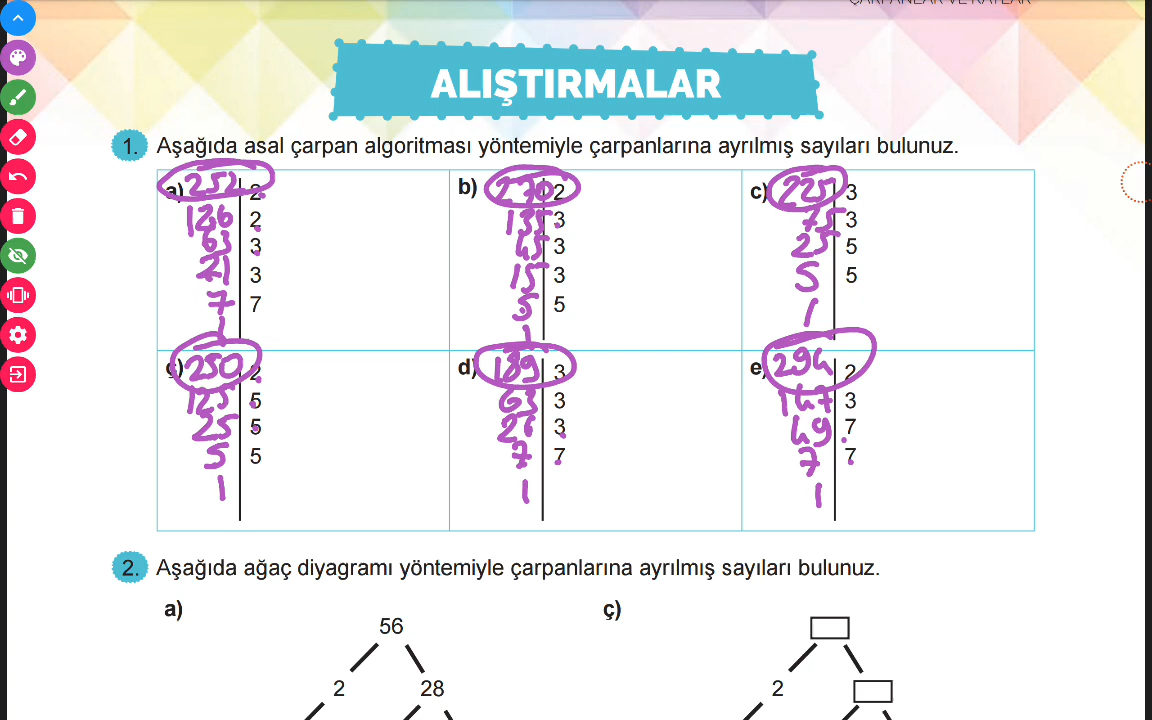 ALIŞTIRMALAR
1. Aşağıda asal çarpan algoritması yöntemiyle çarpanlarına ayrılmış sayıları bulunuz.
a) 252 2
126 2
63 3
21 3
7 7
1
b) 270 2
135 3
45 3
15 3
5 5
1
c) 225 3
75 3
25 5
5 5
1
ç) 250 2
125 5
25 5
5 5
1
d) 189 3
63 3
3
7 7
1
e) 294 2
147 3
49 7
7 7
1
2. Aşağıda ağaç diyagramı yöntemiyle çarpanlarına ayrılmış sayıları bulunuz.
a)
56
2 28
ç)
2